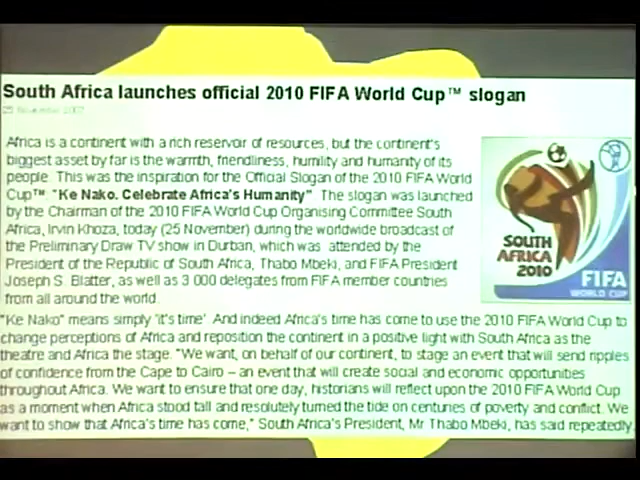 South Africa launches official 2010 FIFA World Cup™ slogan
25 November 2007
Africa is a continent with a rich reservoir of resources, but the continent's
biggest asset by far is the warmth, friendliness, humility and humanity of its
people. This was the inspiration for the Official Slogan of the 2010 FIFA World
Cup™: "Ke Nako. Celebrate Africa's Humanity" The slogan was launched
by the Chairman of the 2010 FIFA World Cup Organising Committee South
Africa, Irvin Khoza, today (25 November) during the worldwide broadcast of
the Preliminary Draw TV show in Durban, which was attended by the
President of the Republic of South Africa, Thabo Mbeki, and FIFA President
Joseph S. Blatter, as well as 3 000 delegates from FIFA member countries
from all around the world.
SOUTH
AFRICA
2010
FIFA
WORLD CUP
"Ke Nako" means simply 'it's time' And indeed Africa's time has come to use the 2010 FIFA World Cup to
change perceptions of Africa and reposition the continent in a positive light with South Africa as the
theatre and Africa the stage. "We want, on behalf of our continent, to stage an event that will send ripples
of confidence from the Cape to Cairo – an event that will create social and economic opportunities
throughout Africa. We want to ensure that one day, historians will reflect upon the 2010 FIFA World Cup
as a moment when Africa stood tall and resolutely turned the tide on centuries of poverty and conflict. We
want to show that Africa's time has come," South Africa's President, Mr Thabo Mbeki, has said repeatedly.